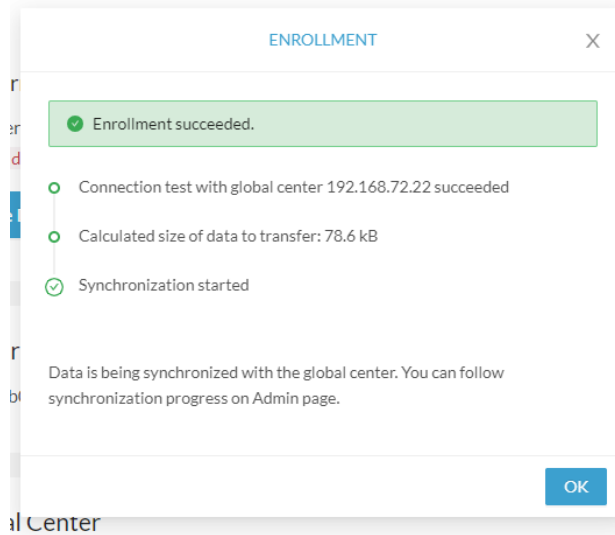 ENROLLMENT
Enrollment succeeded.
Connection test with global center 192.168.72.22 succeeded
Calculated size of data to transfer: 78.6 kB
Synchronization started
Data is being synchronized with the global center. You can follow
synchronization progress on Admin page.
OK
Center